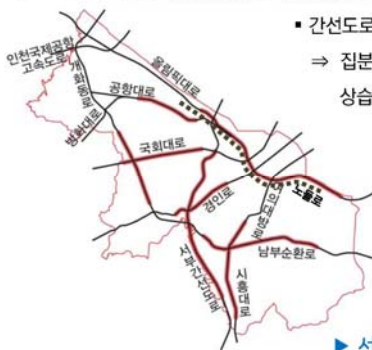 ▪ 간선도로
⇒ 집분
상습
인천국제공항
고속도로
개화동로
올림픽대로
공항대로
방화대로
국회대로
경인로
여의대방로
노들로
남부순환로
서부간선도로
시흥대로